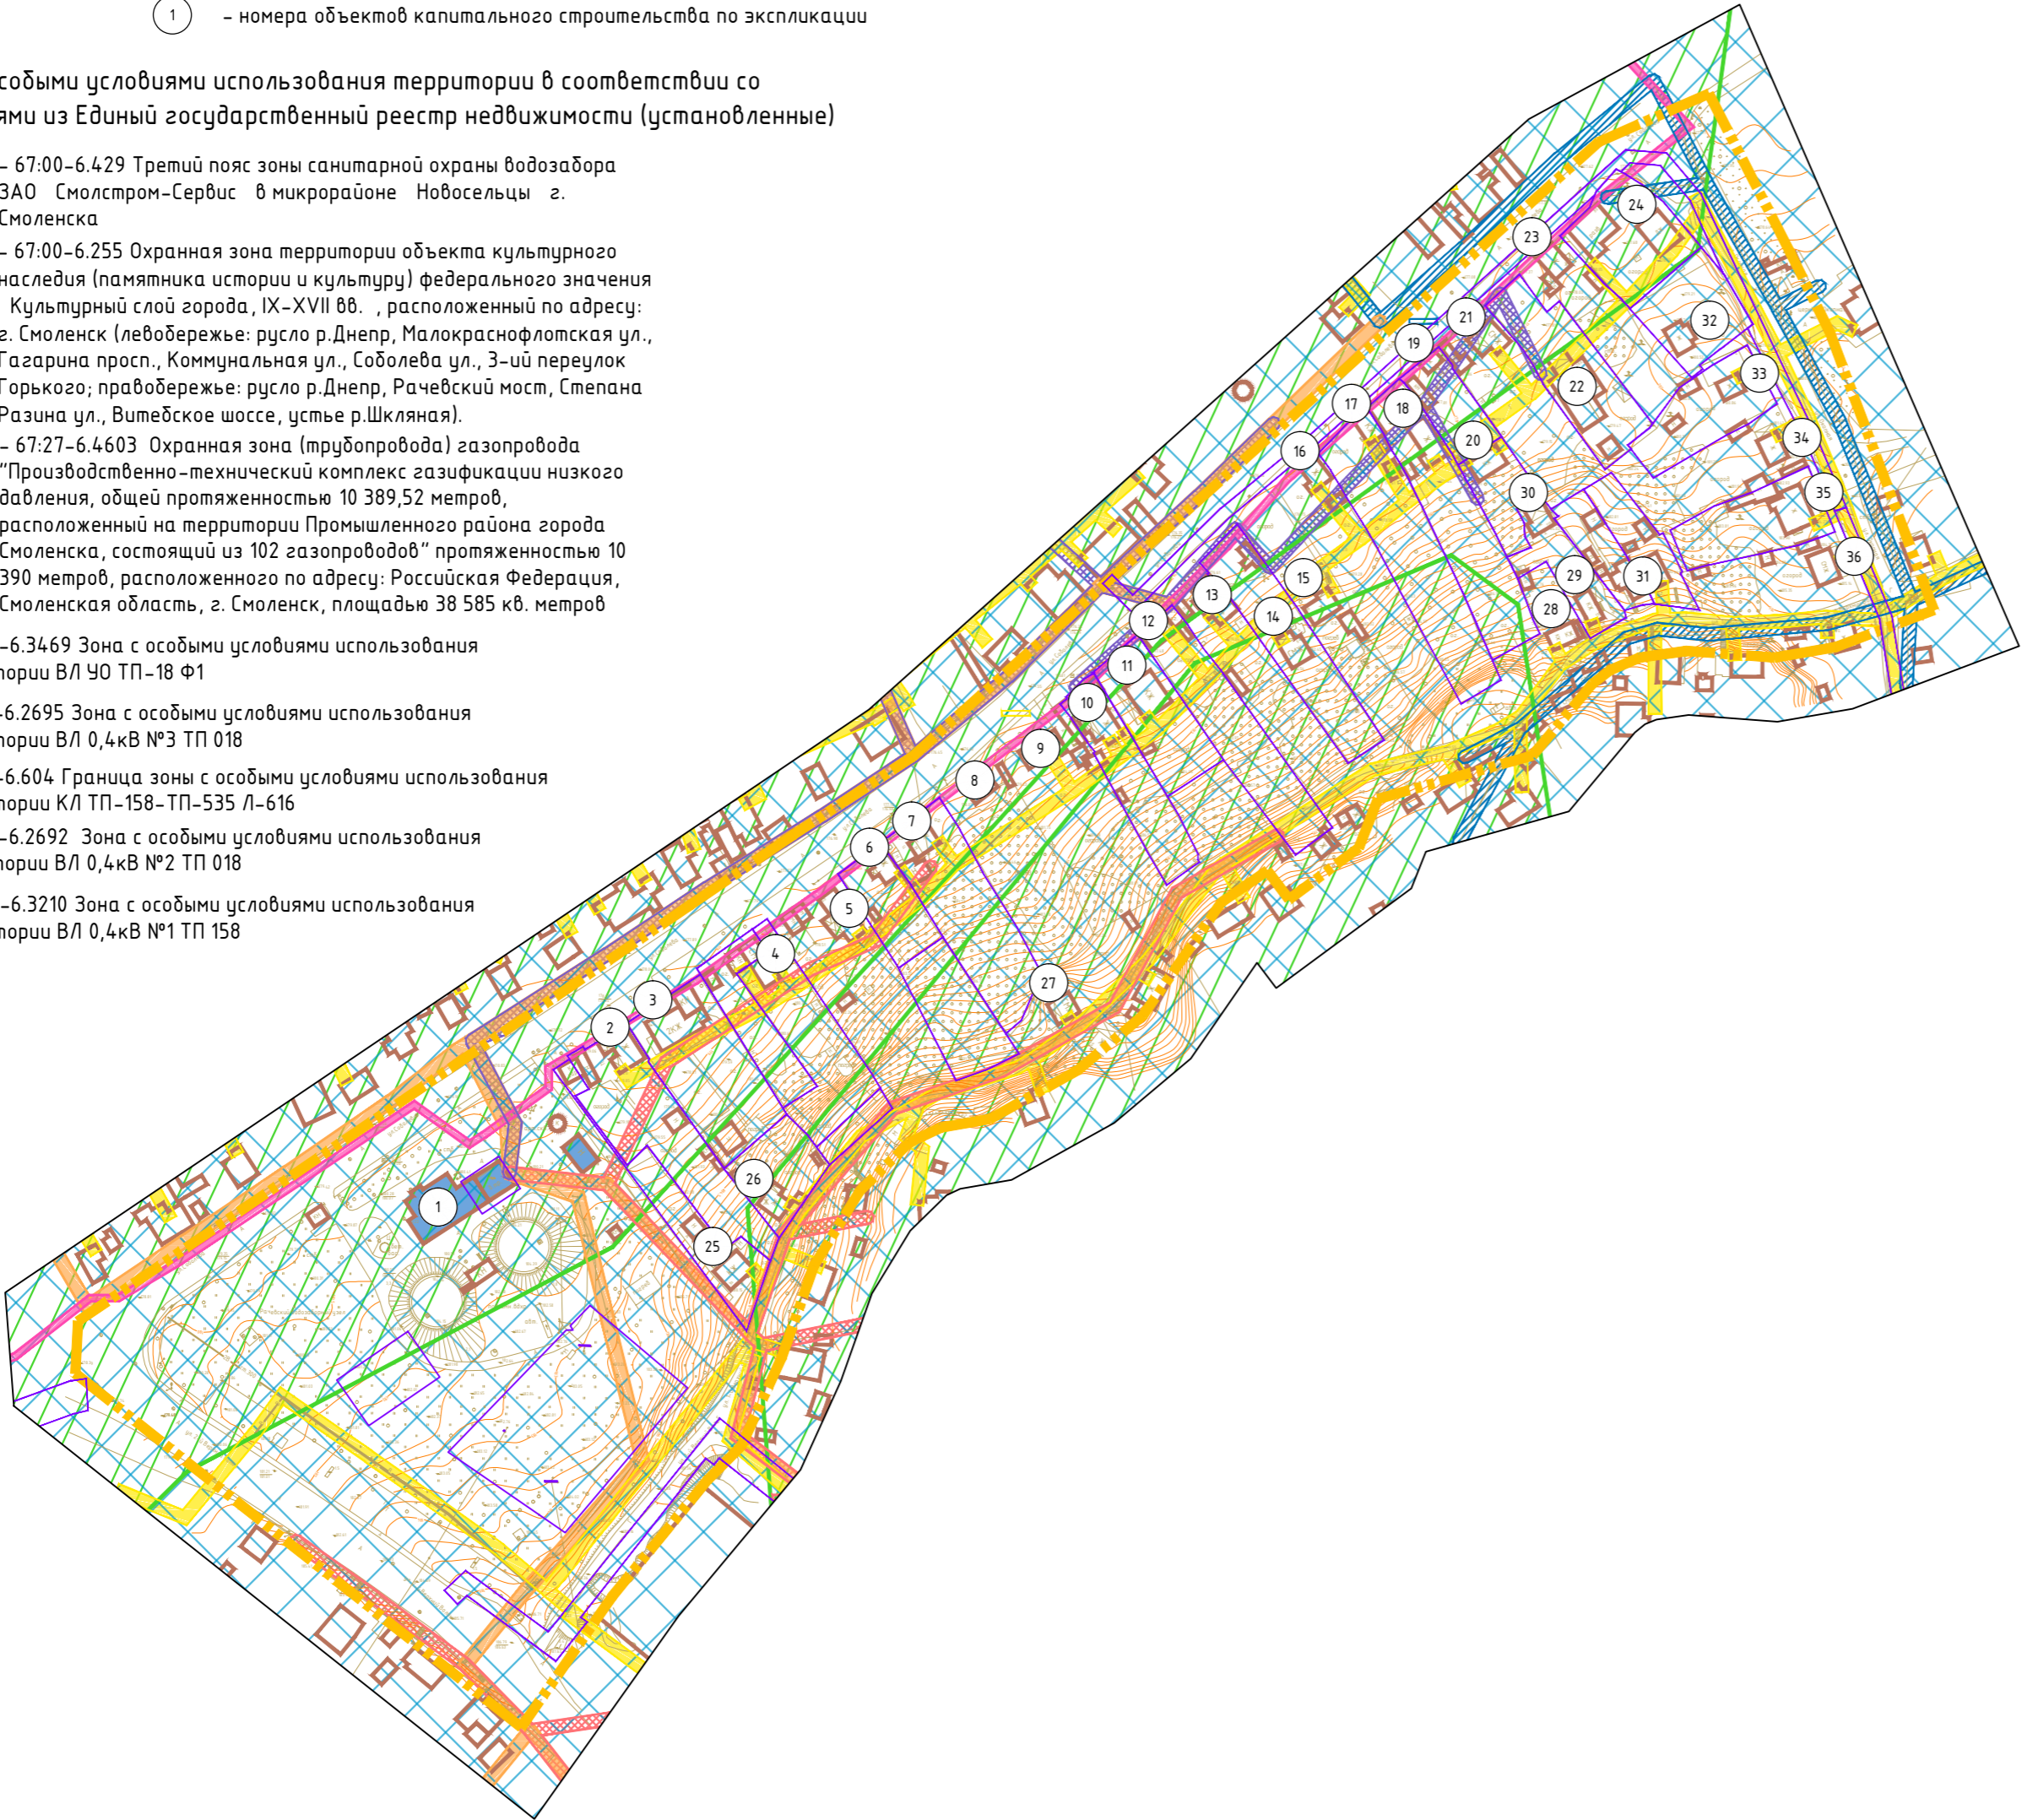 1 - номера объектов капитального строительства по экспликации
собыми условиями использования территории в соответствии со
ями из Единый государственный реестр недвижимости (установленные)
- 67:00-6.429 Третий пояс зоны санитарной охраны водозабора
ЗАО Смолстром-Сервис в микрорайоне Новосельцы г.
Смоленска
- 67:00-6.255 Охранная зона территории объекта культурного
наследия (памятника истории и культуру) федерального значения
Культурный слой города, IX-XVII вв. , расположенный по адресу:
г. Смоленск (левобережье: русло р.Днепр, Малокраснофлотская ул.,
Гагарина просп., Коммунальная ул., Соболева ул., 3-ий переулок
Горького; правобережье: русло р.Днепр, Рачевский мост, Степана
Разина ул., Витебское шоссе, устье р.Шкляная).
- 67:27-6.4603 Охранная зона (трубопровода) газопровода
"Производственно-технический комплекс газификации низкого
давления, общей протяженностью 10 389,52 метров,
расположенный на территории Промышленного района города
Смоленска, состоящий из 102 газопроводов" протяженностью 10
390 метров, расположенного по адресу: Российская Федерация,
Смоленская область, г. Смоленск, площадью 38 585 кв. метров
-6.3469 Зона с особыми условиями использования
тории ВЛ УО ТП-18 Ф1
-6.2695 Зона с особыми условиями использования
тории ВЛ 0,4кВ №3 ТП 018
-6.604 Граница зоны с особыми условиями использования
тории КЛ ТП-158-ТП-535 Л-616
-6.2692 Зона с особыми условиями использования
тории ВЛ 0,4кВ №2 ТП 018
-6.3210 Зона с особыми условиями использования
тории ВЛ 0,4кВ №1 ТП 158
24
23
32
21
19
33
22
17
18
34
20
16
35
30
36
15
29
31
13
28
14
12
11
10
9
8
7
6
5
4
27
3
2
26
1
25